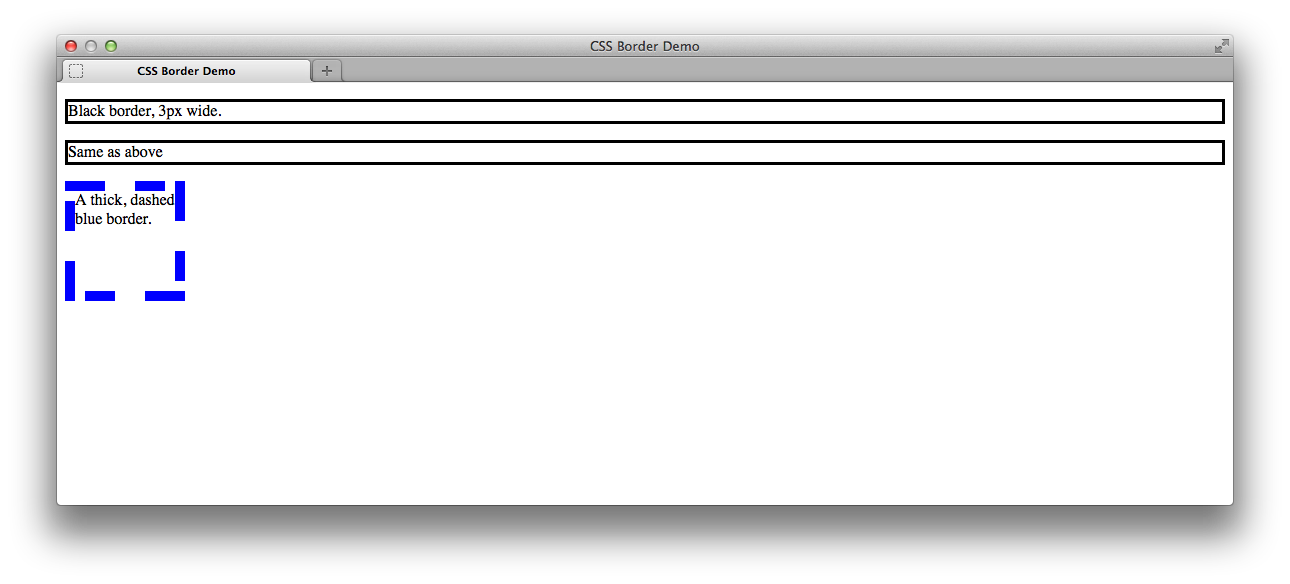 CSS Border Demo
CSS Border Demo
Black border, 3px wide.
Same as above
A thick, dashed
blue border.